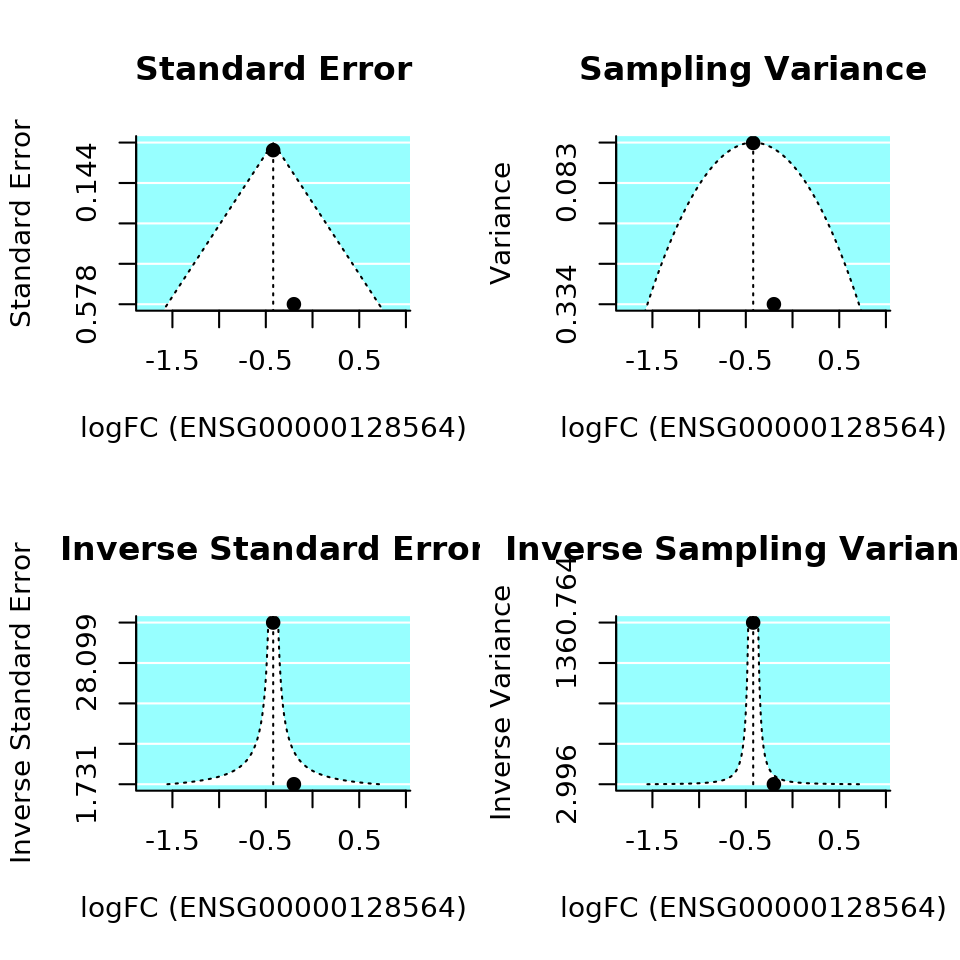 Standard Error
Standard Error
0.144
0.578
-1.5 -0.5 0.5
logFC (ENSG00000128564)
Sampling Variance
Variance
0.083
0.334
-1.5 -0.5 0.5
logFC (ENSG00000128564)
Inverse Standard Error
Inverse Standard Error
28.099
1.731
-1.5 -0.5 0.5
logFC (ENSG00000128564)
Inverse Sampling Varian
Inverse Variance
1360.764
2.996
-1.5 -0.5 0.5
logFC (ENSG00000128564)